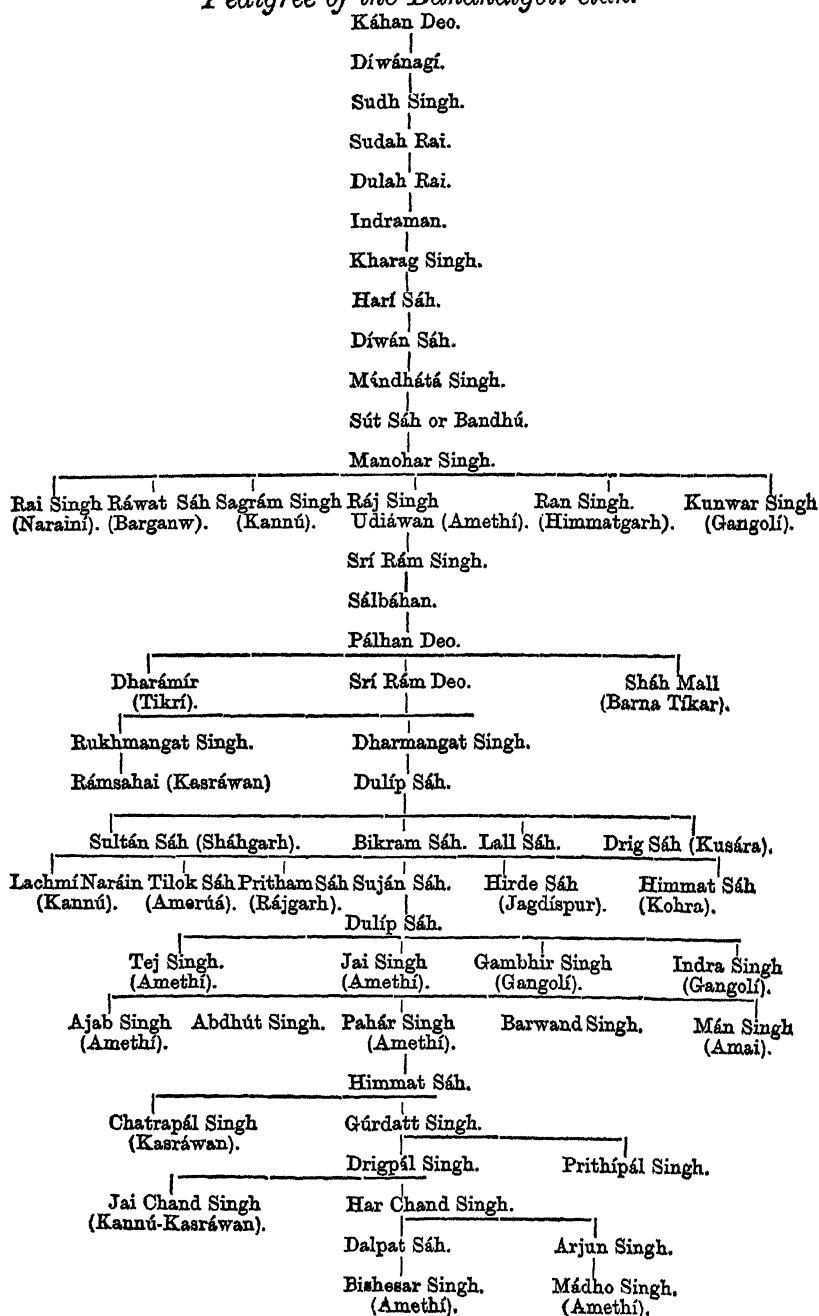 Pedigree of the Bandhalgoti clan.
Káhan Deo.
Díwánagí.
Sudh Singh.
Sudah Rai.
Dulah Rai.
Indraman.
Kharag Singh.
Harí Sáh.
Díwán Sáh.
Mándhátá Singh.
Sút Sáh or Bandhú.
Manohar Singh.
Rai Singh Ráwat Sáh Sagrám Singh Ráj Singh Ran Singh. Kunwar Singh
(Narainí). (Barganw). (Kannú). Udiáwan (Amethí). (Himmatgarh). (Gangolí).
Srí Rám Singh.
Sálbáhan.
Pálhan Deo.
Dharámír Srí Rám Deo. Sháh Mall
(Tikrí). (Barna Tíkar).
Rukhmangat Singh. Dharmangat Singh.
Rámsahai (Kasráwan) Dulíp Sáh.
Sultán Sáh (Sháhgarh). Bikram Sáh. Lall Sáh. Drig Sáh (Kusára).
Lachmí Naráin Tilok Sáh Pritham Sáh Suján Sáh. Hirde Sáh Himmat Sáh
(Kannú). (Amerúá). (Rájgarh). (Jagdíspur). (Kohra).
Dulíp Sáh.
Tej Singh. Jai Singh Gambhír Singh Indra Singh
(Amethí). (Amethí). (Gangolí). (Gangolí).
Ajab Singh Abdhút Singh. Pahár Singh Barwand Singh. Mán Singh
(Amethí). (Amethí). (Amai).
Himmat Sáh.
Chatrapál Singh Gúrdatt Singh.
(Kasráwan).
Drigpál Singh. Prithípál Singh.
Jai Chand Singh Har Chand Singh.
(Kannú-Kasráwan).
Dalpat Sáh. Arjun Singh.
Bishesar Singh. Mádho Singh.
(Amethí). (Amethí).